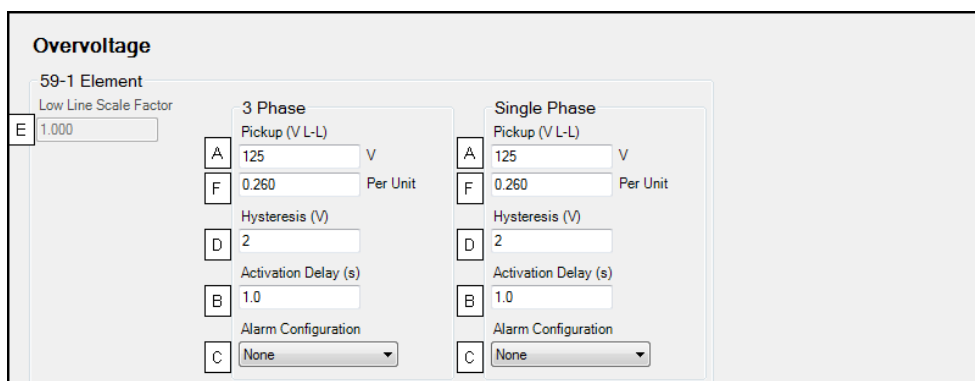 Overvoltage
59-1 Element
Low Line Scale Factor
E 1.000
3 Phase
Pickup (V L-L)
A 125 V
F 0.260 Per Unit
Hysteresis (V)
D 2
Activation Delay (s)
B 1.0
Alarm Configuration
C None
Single Phase
Pickup (V L-L)
A 125 V
F 0.260 Per Unit
Hysteresis (V)
D 2
Activation Delay (s)
B 1.0
Alarm Configuration
C None